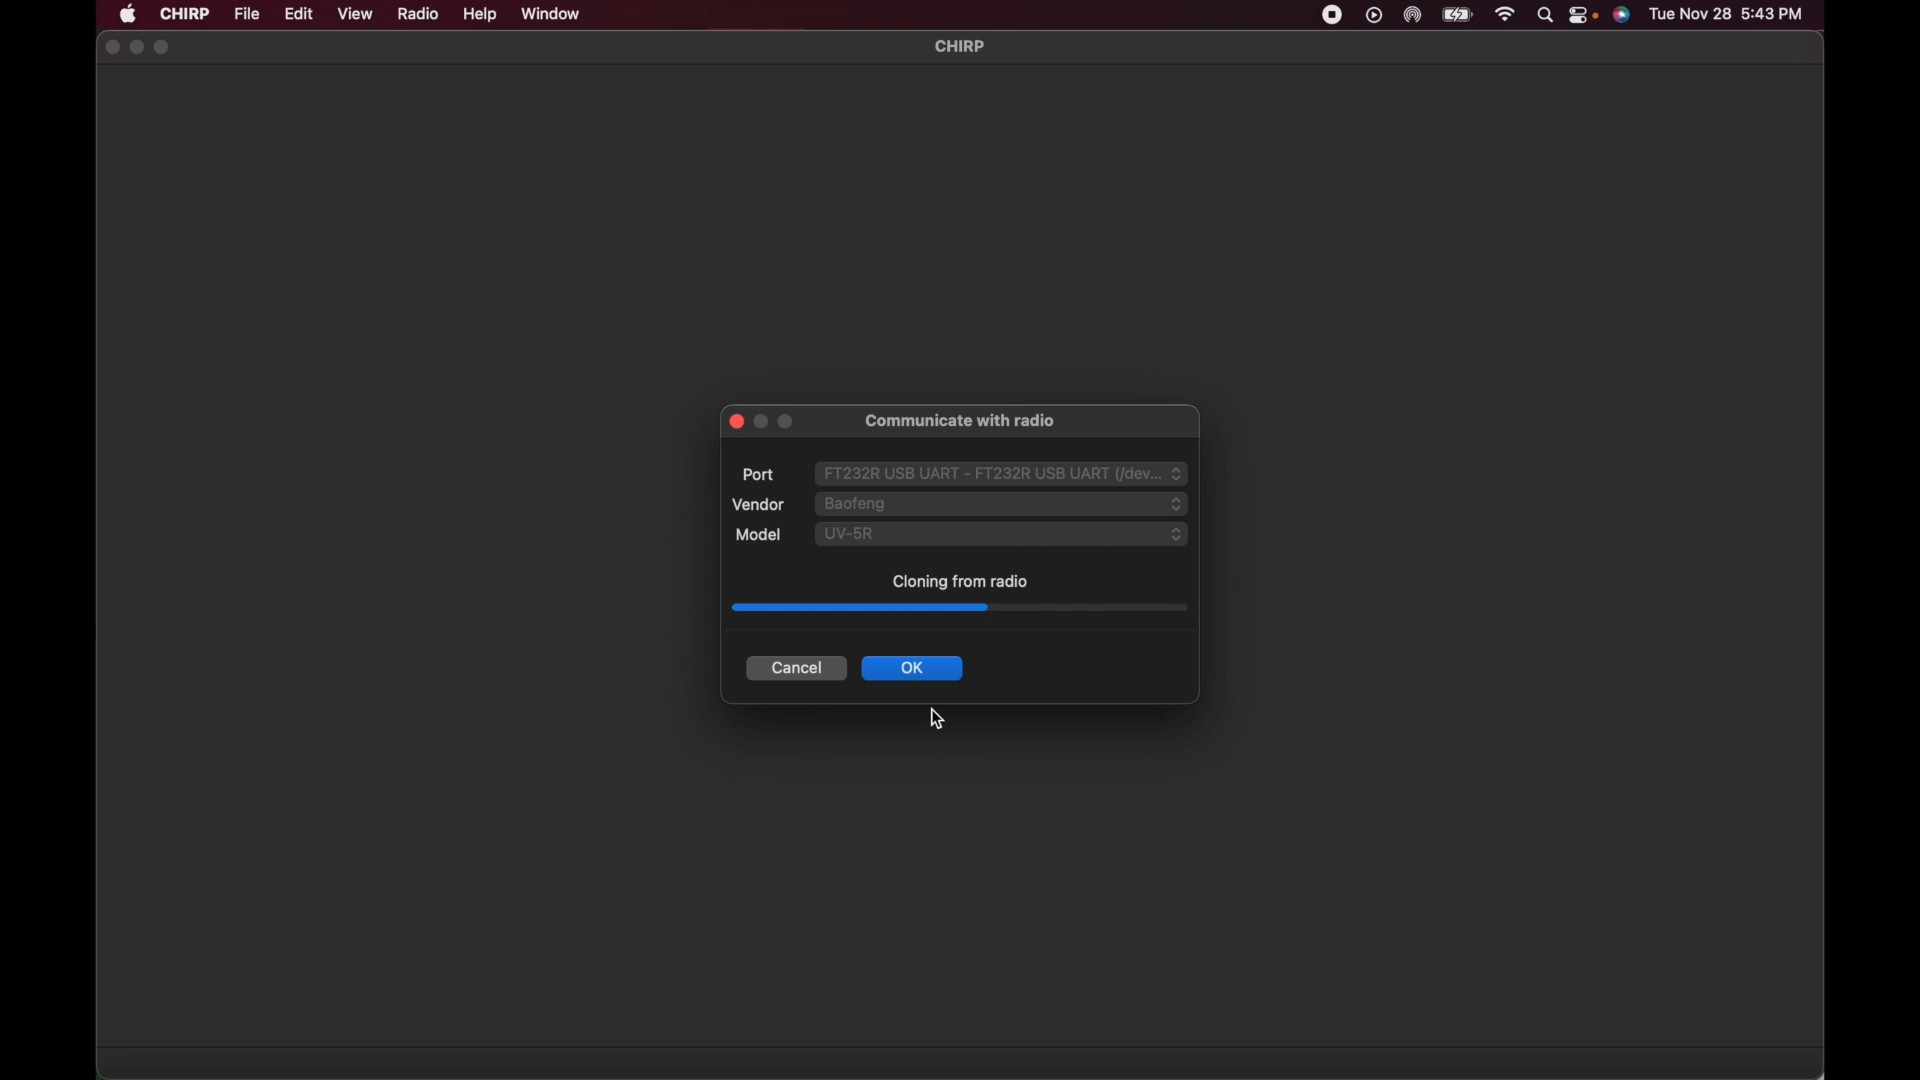 CHIRP File Edit View Radio Help Window Tue Nov 28 5:43 PM
CHIRP
Communicate with radio
Port FT232R USB UART - FT232R USB UART (/dev...
Vendor Baofeng
Model UV-5R
Cloning from radio
Cancel OK